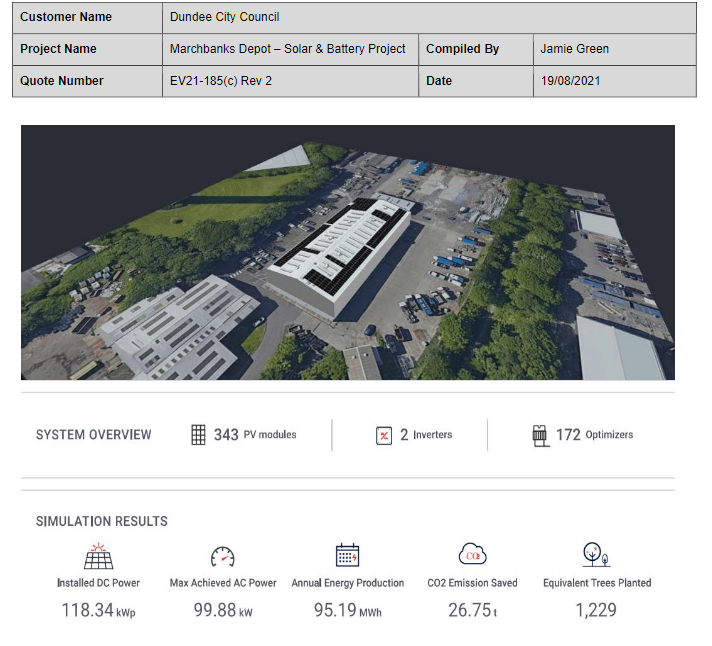 Customer Name Dundee City Council
Project Name Marchbanks Depot – Solar & Battery Project Compiled By Jamie Green
Quote Number EV21-185(c) Rev 2 Date 19/08/2021
SYSTEM OVERVIEW 343 PV modules 2 Inverters 172 Optimizers
SIMULATION RESULTS
CO2
Installed DC Power Max Achieved AC Power Annual Energy Production CO2 Emission Saved Equivalent Trees Planted
118.34 kWp 99.88 kW 95.19 MWh 26.75 t 1,229